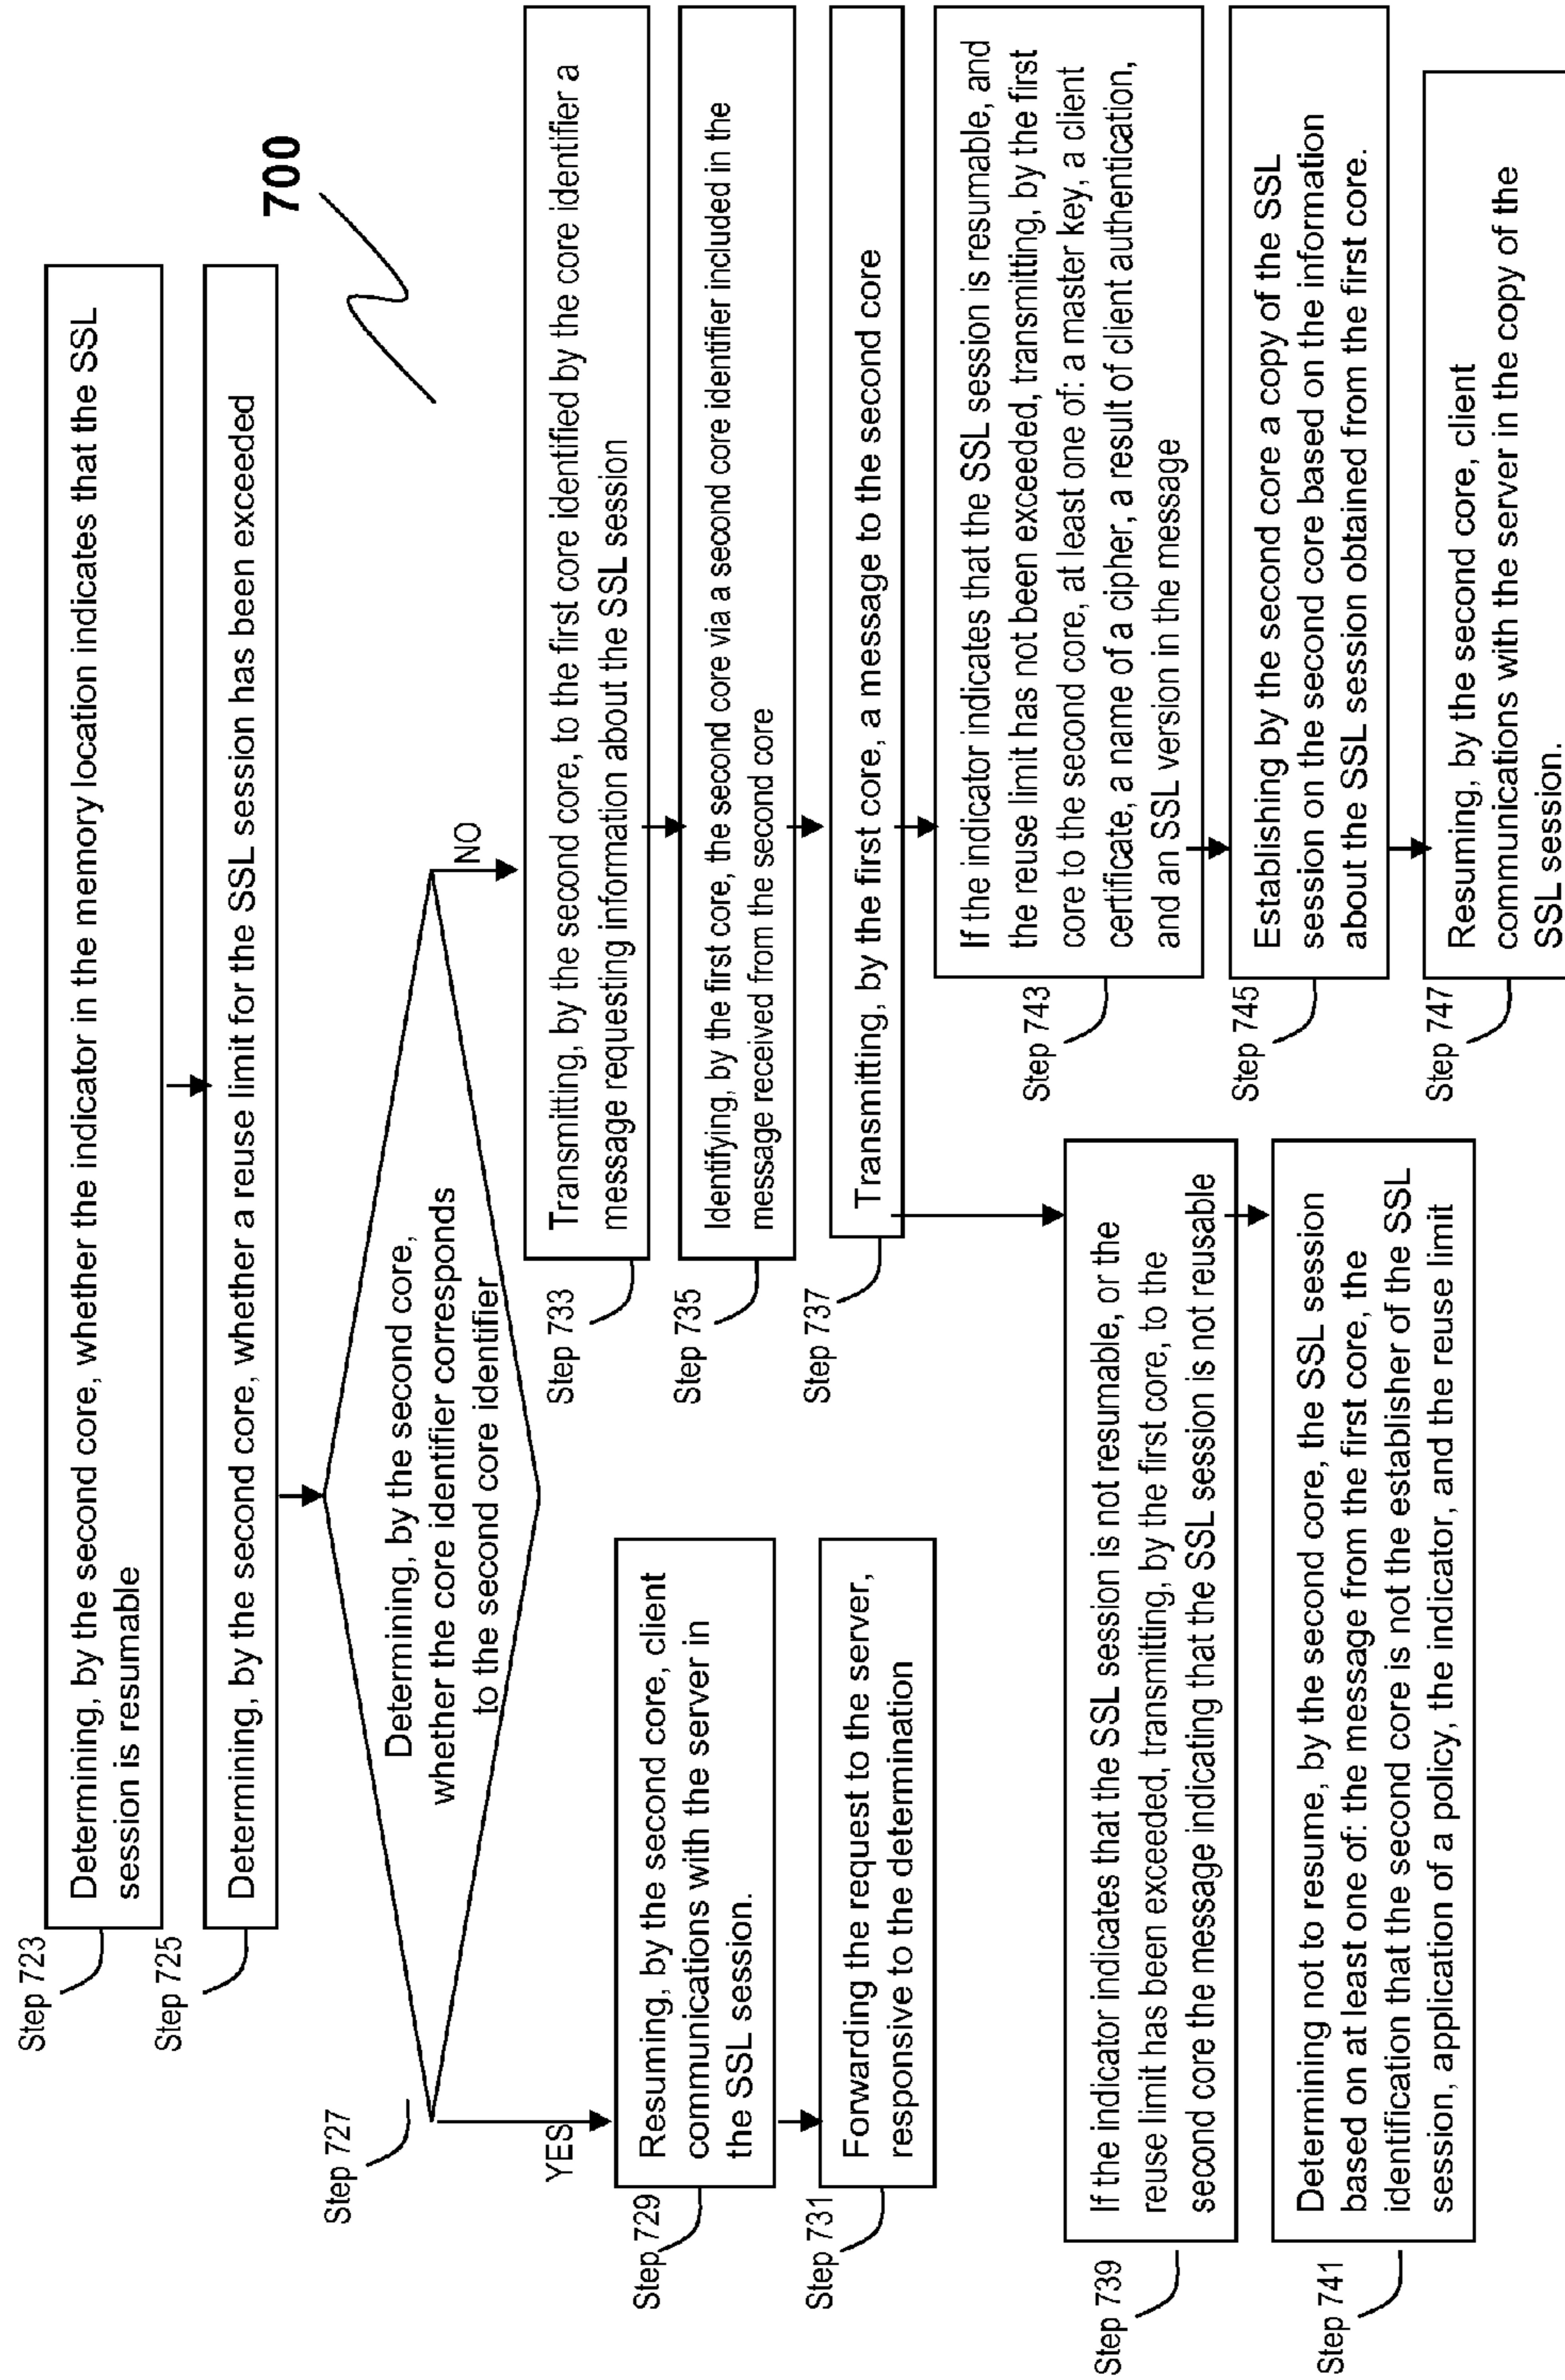 700
Step 723
Determining, by the second core, whether the indicator in the memory location indicates that the SSL
session is resumable
Step 725
Determining, by the second core, whether a reuse limit for the SSL session has been exceeded
Step 727
Determining, by the second core,
whether the core identifier corresponds
to the second core identifier
YES
NO
Step 729
Resuming, by the second core, client
communications with the server in
the SSL session.
Step 731
Forwarding the request to the server,
responsive to the determination
Step 733
Transmitting, by the second core, to the first core identified by the core identifier a
message requesting information about the SSL session
Step 735
Identifying, by the first core, the second core via a second core identifier included in the
message received from the second core
Step 737
Transmitting, by the first core, a message to the second core
Step 739
If the indicator indicates that the SSL session is not resumable, or the
reuse limit has been exceeded, transmitting, by the first core, to the
second core the message indicating that the SSL session is not reusable
Step 741
Determining not to resume, by the second core, the SSL session
based on at least one of: the message from the first core, the
identification that the second core is not the establisher of the SSL
session, application of a policy, the indicator, and the reuse limit
Step 743
If the indicator indicates that the SSL session is resumable, and
the reuse limit has not been exceeded, transmitting, by the first
core to the second core, at least one of: a master key, a client
certificate, a name of a cipher, a result of client authentication,
and an SSL version in the message
Step 745
Establishing by the second core a copy of the SSL
session on the second core based on the information
about the SSL session obtained from the first core.
Step 747
Resuming, by the second core, client
communications with the server in the copy of the
SSL session.